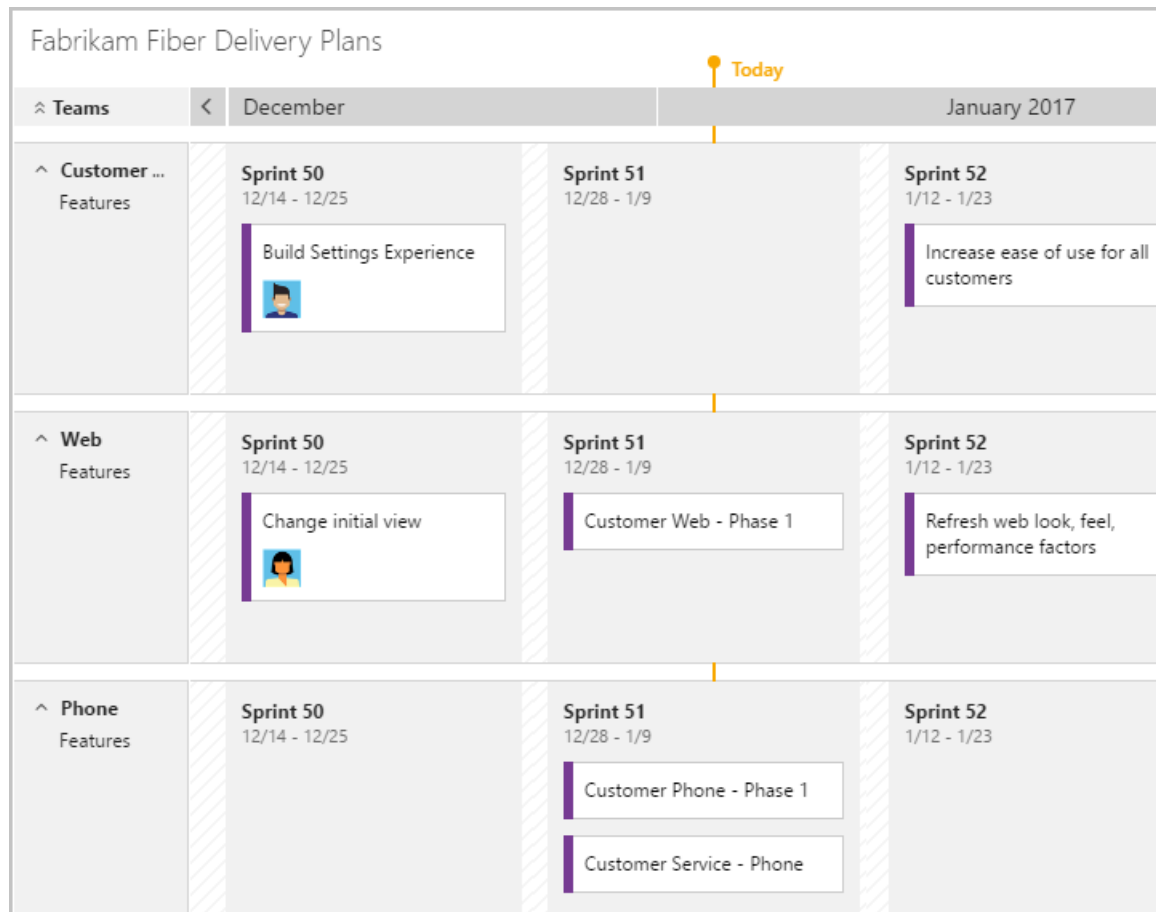 Fabrikam Fiber Delivery Plans
Today
Teams
December
January 2017
Customer ...
Features
Sprint 50
12/14 - 12/25
Build Settings Experience
Sprint 51
12/28 - 1/9
Sprint 52
1/12 - 1/23
Increase ease of use for all
customers
Web
Features
Sprint 50
12/14 - 12/25
Change initial view
Sprint 51
12/28 - 1/9
Customer Web - Phase 1
Sprint 52
1/12 - 1/23
Refresh web look, feel,
performance factors
Phone
Features
Sprint 50
12/14 - 12/25
Sprint 51
12/28 - 1/9
Customer Phone - Phase 1
Customer Service - Phone
Sprint 52
1/12 - 1/23